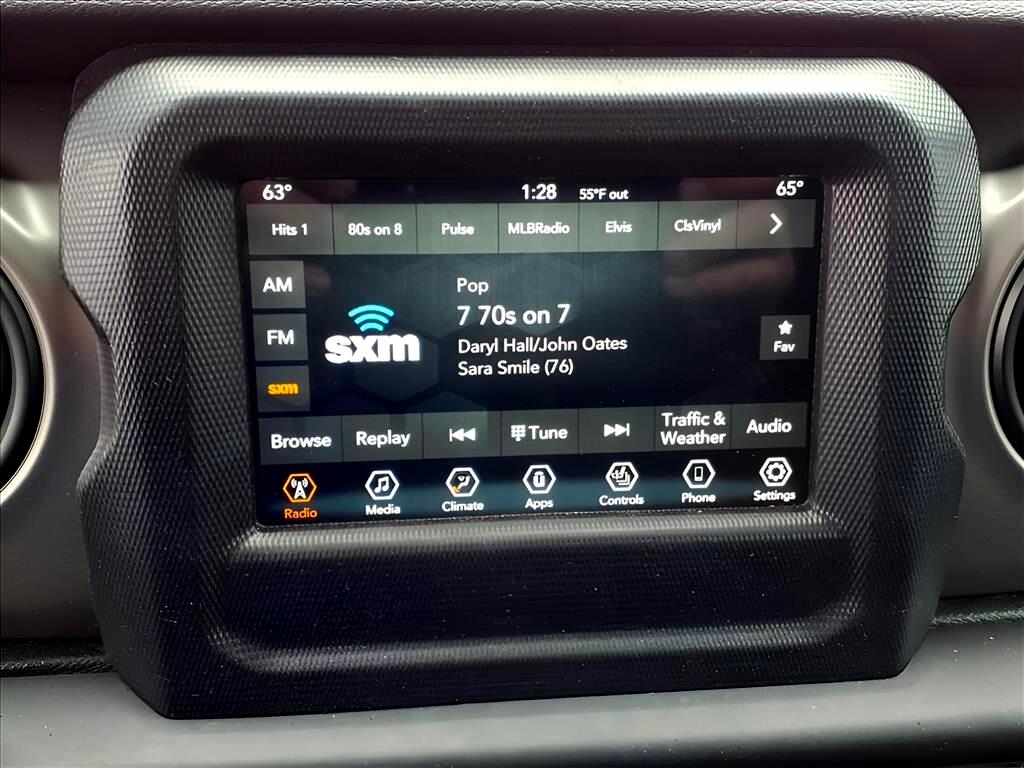 63° 1:28 55°F out 65°
Hits 1 80s on 8 Pulse MLBRadio Elvis ClsVinyl
AM
FM
sxm
sxm
Pop
7 70s on 7
Daryl Hall/John Oates
Sara Smile (76)
Fav
Browse Replay Tune Traffic & Weather Audio
Radio Media Climate Apps Controls Phone Settings